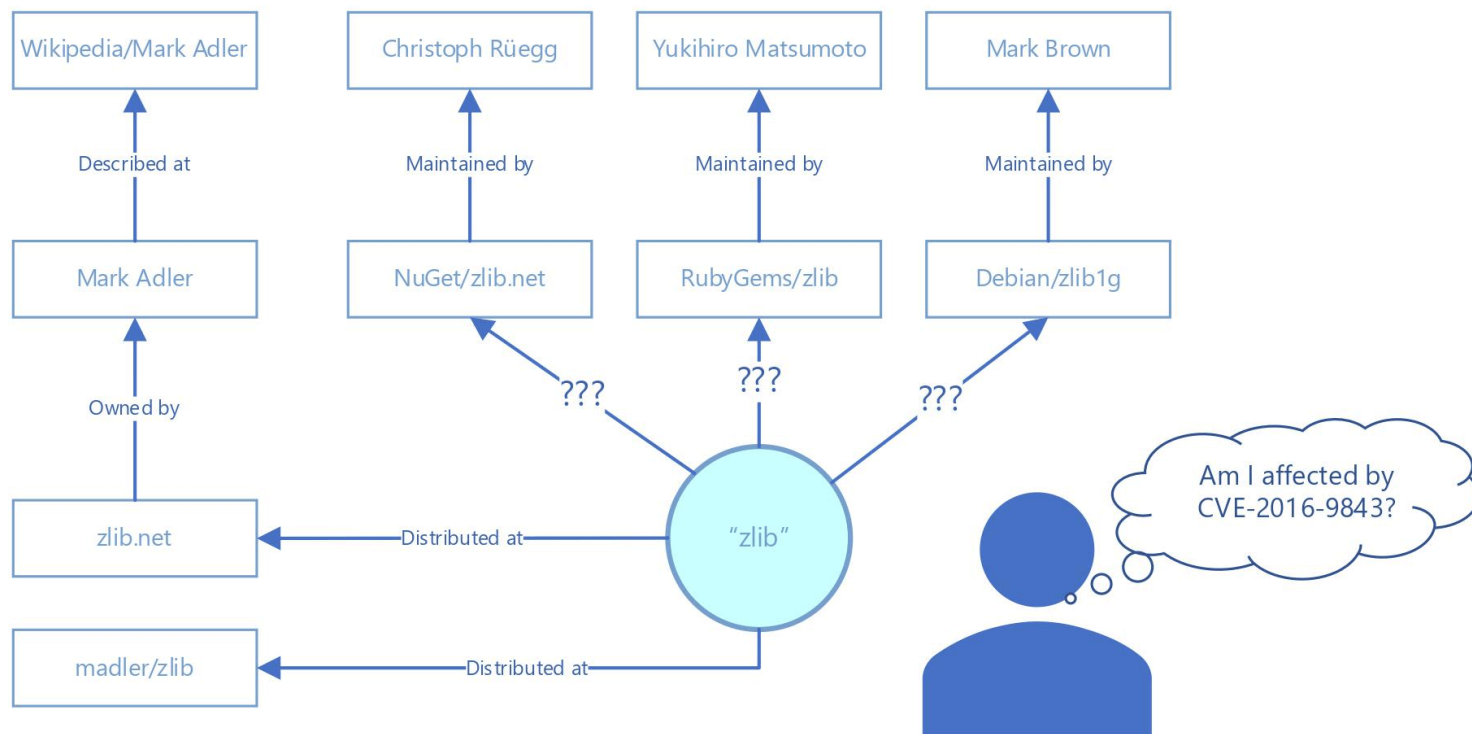 Wikipedia/Mark Adler
Christoph Rüegg
Yukihiro Matsumoto
Mark Brown
Described at
Maintained by
Maintained by
Maintained by
Mark Adler
NuGet/zlib.net
RubyGems/zlib
Debian/zlib1g
???
???
???
Owned by
Am I affected by
CVE-2016-9843?
zlib.net
Distributed at
“zlib”
madler/zlib
Distributed at